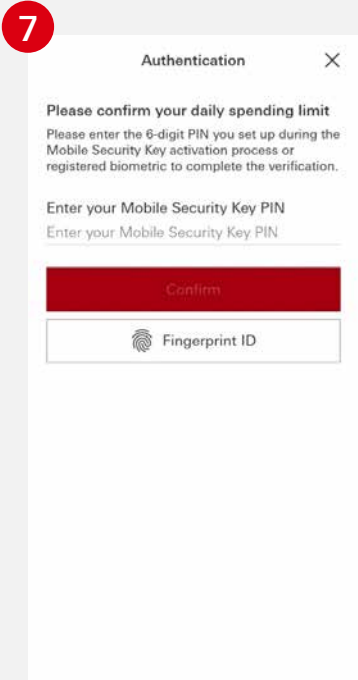 7
Authentication
Please confirm your daily spending limit
Please enter the 6-digit PIN you set up during the
Mobile Security Key activation process or
registered biometric to complete the verification.
Enter your Mobile Security Key PIN
Enter your Mobile Security Key PIN
Confirm
Fingerprint ID